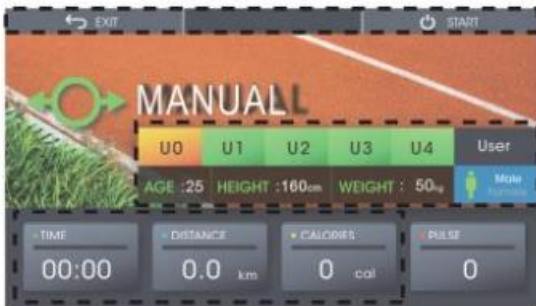 EXIT START
MANUAL
U0 U1 U2 U3 U4 User
AGE :25 HEIGHT :160cm WEIGHT : 50kg Male
Female
TIME DISTANCE CALORIES PULSE
00:00 0.0 km 0 cal 0